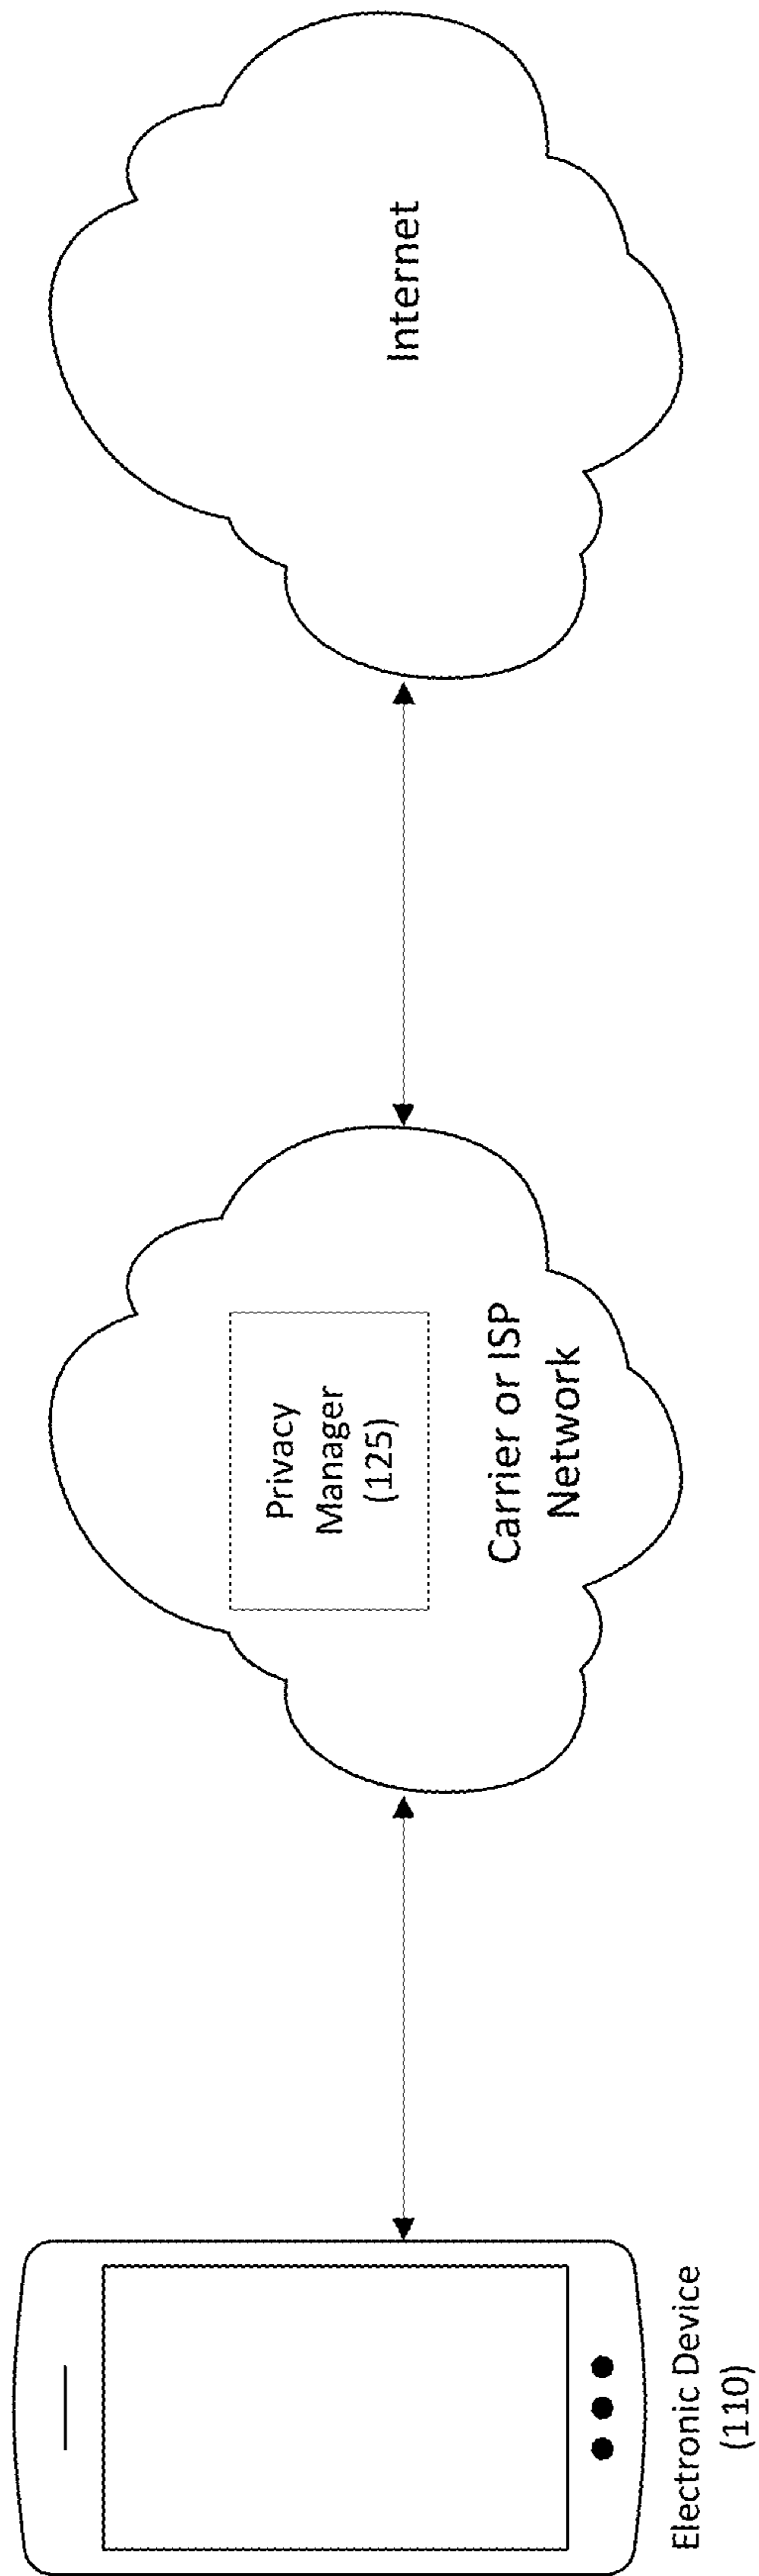 Electronic Device
(110)
Privacy
Manager
(125)
Carrier or ISP
Network
Internet